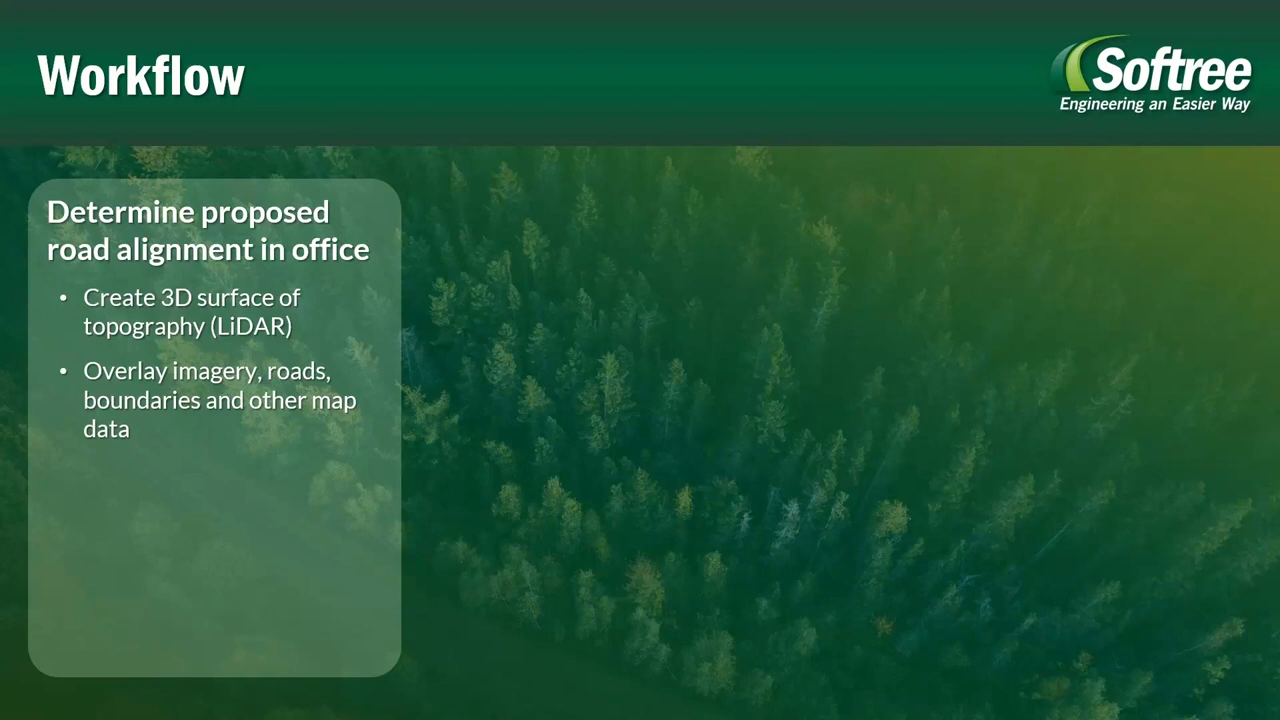 Workflow
Softree
Engineering an Easier Way
Determine proposed
road alignment in office
• Create 3D surface of
topography (LiDAR)
• Overlay imagery, roads,
boundaries and other map
data